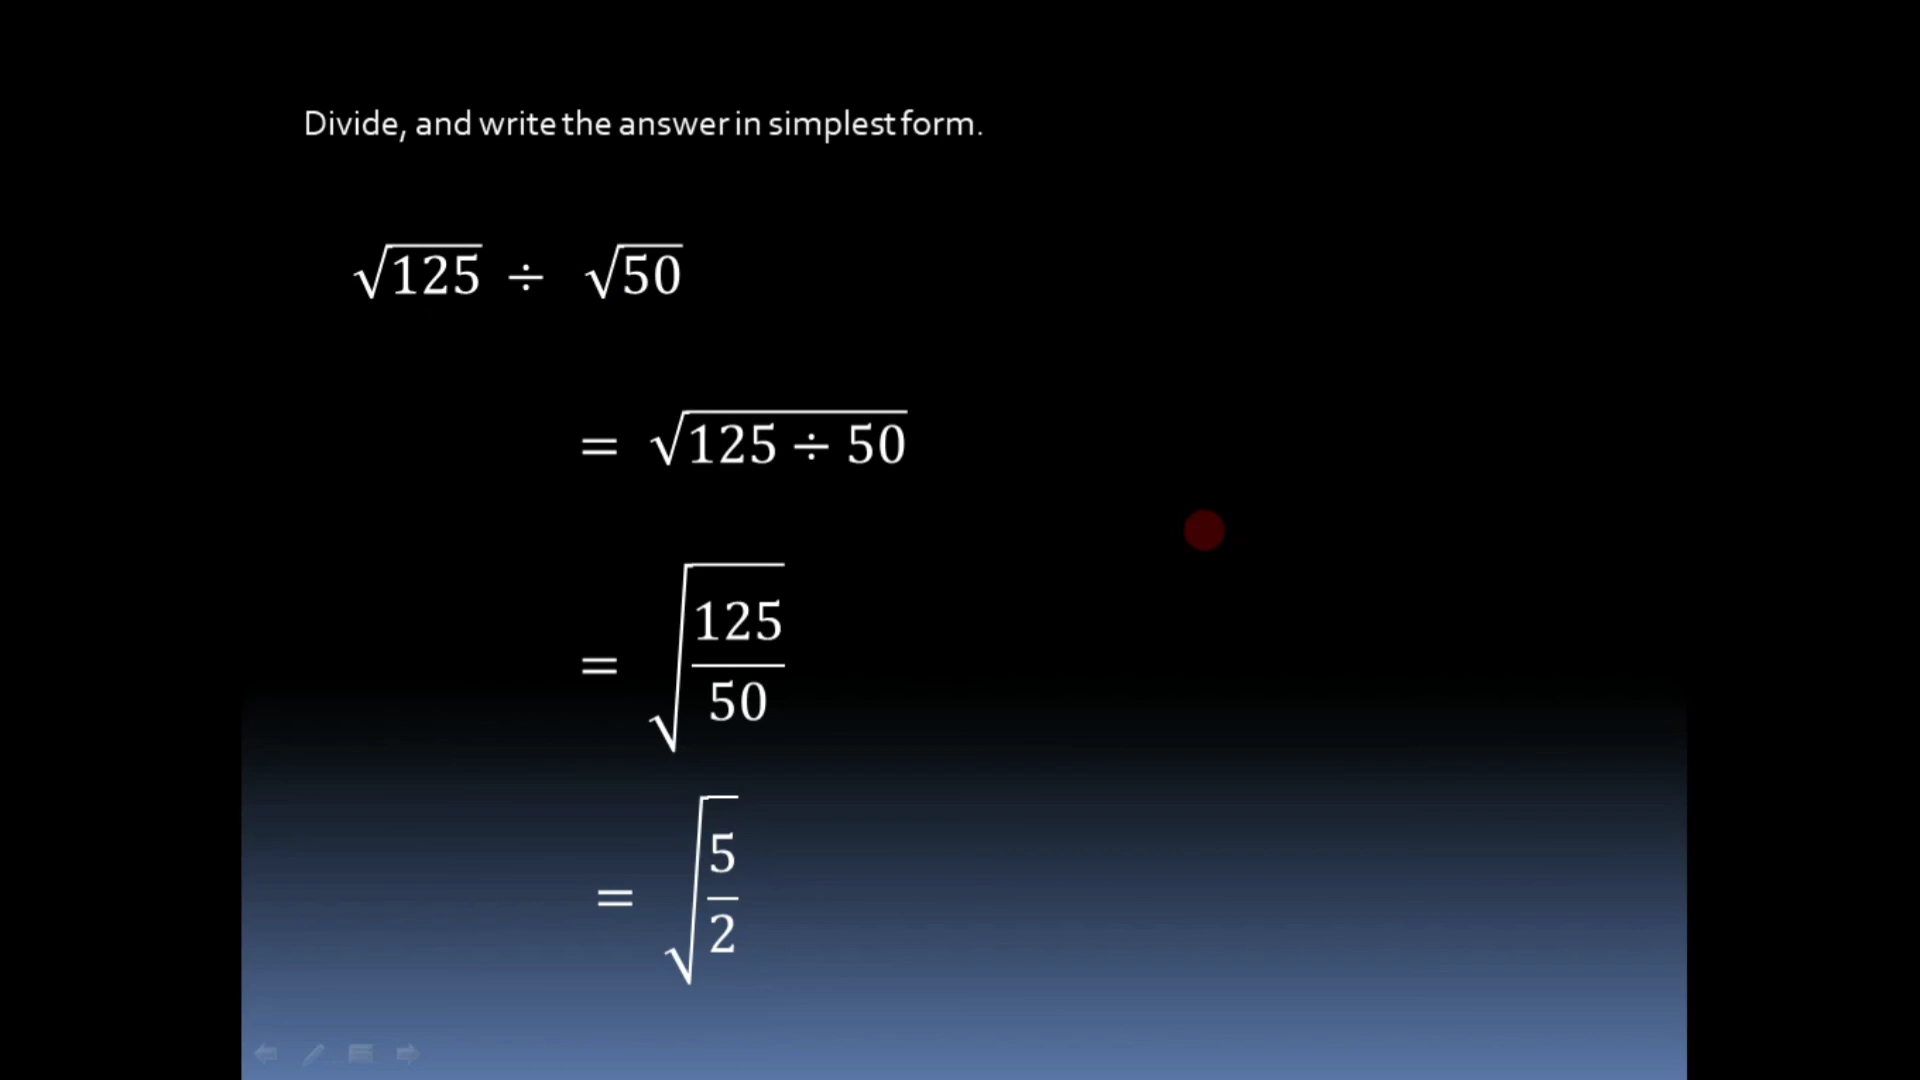 Divide, and write the answer in simplest form.
√125 ÷ √50
= √(125 ÷ 50)
= √(125/50)
= √(5/2)